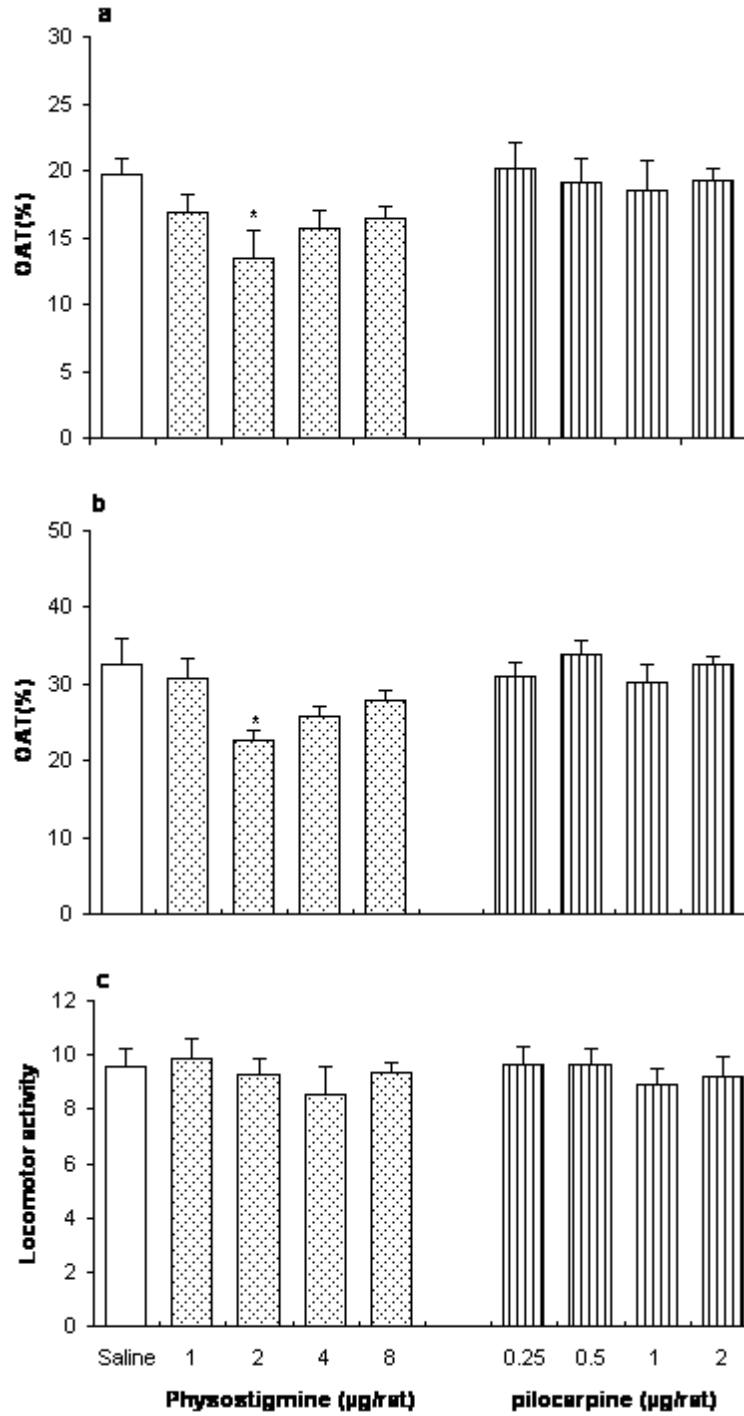 a
30
25
20
15
10
5
0
OAT(%)
*
b
50
40
30
20
10
0
OAT(%)
*
c
12
10
8
6
4
2
0
Locomotor activity
Saline 1 2 4 8 0.25 0.5 1 2
Physostigmine (µg/rat) pilocarpine (µg/rat)